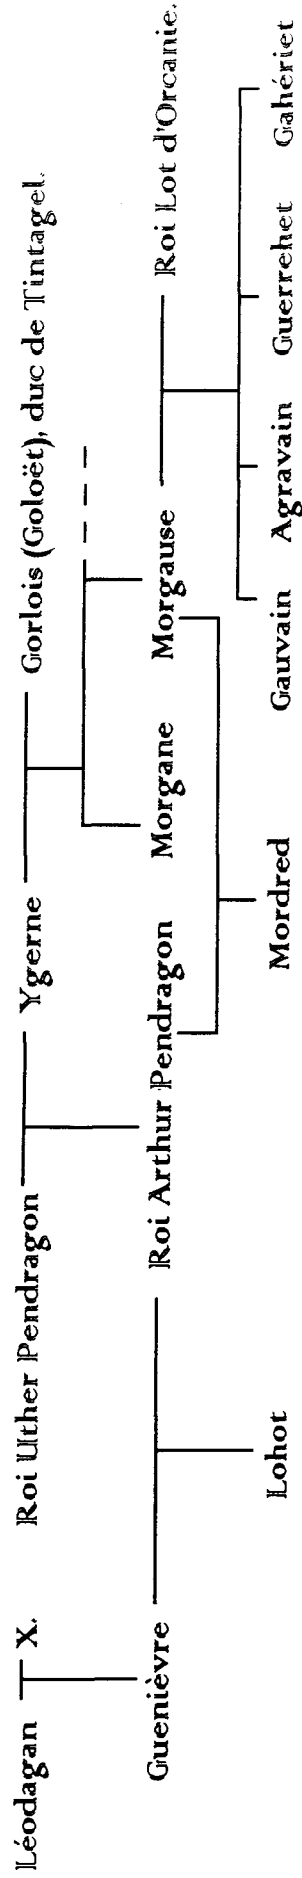 Léodagan X. Roi Uther Pendragon Ygerne Gorlois (Goloët), duc de Tintagel.
Guenièvre Roi Arthur Pendragon Morgane Morgause Roi Lot d'Orcanie.
Lohot Mordred Gauvain Agravain Guerrehet Gahériet